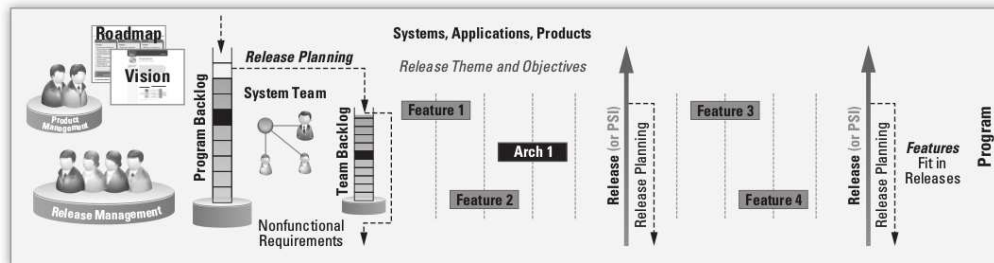 Roadmap
Vision
Product
Management
Release Management
Program Backlog
Release Planning
System Team
Team Backlog
Nonfunctional
Requirements
Systems, Applications, Products
Release Theme and Objectives
Feature 1
Arch 1
Feature 2
Release (or PSI)
Release Planning
Feature 3
Feature 4
Release (or PSI)
Release Planning
Features
Fit in
Releases
Program